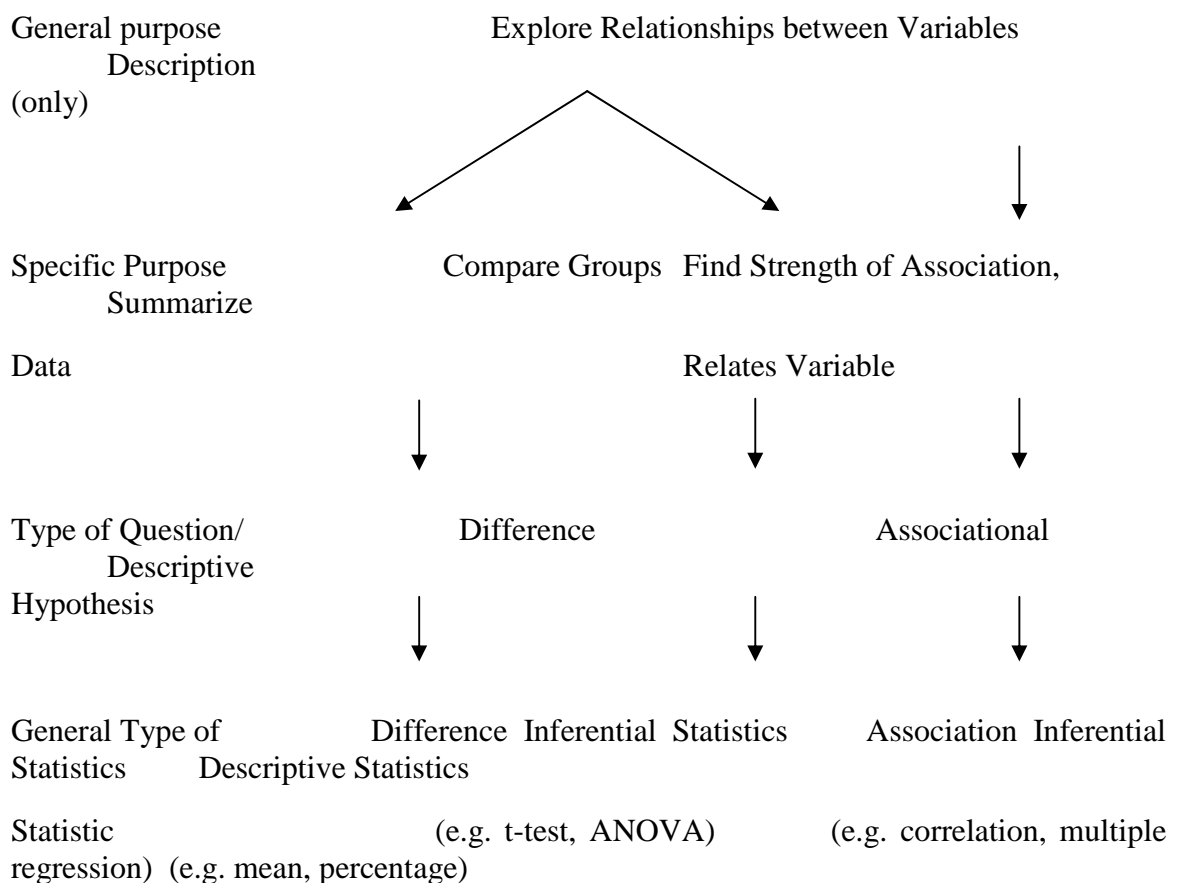 General purpose Explore Relationships between Variables
Description
(only)
Specific Purpose Compare Groups Find Strength of Association,
Summarize
Data Relates Variable
Type of Question/ Difference Associational
Descriptive
Hypothesis
General Type of Difference Inferential Statistics Association Inferential
Statistics Descriptive Statistics
Statistic (e.g. t-test, ANOVA) (e.g. correlation, multiple
regression) (e.g. mean, percentage)